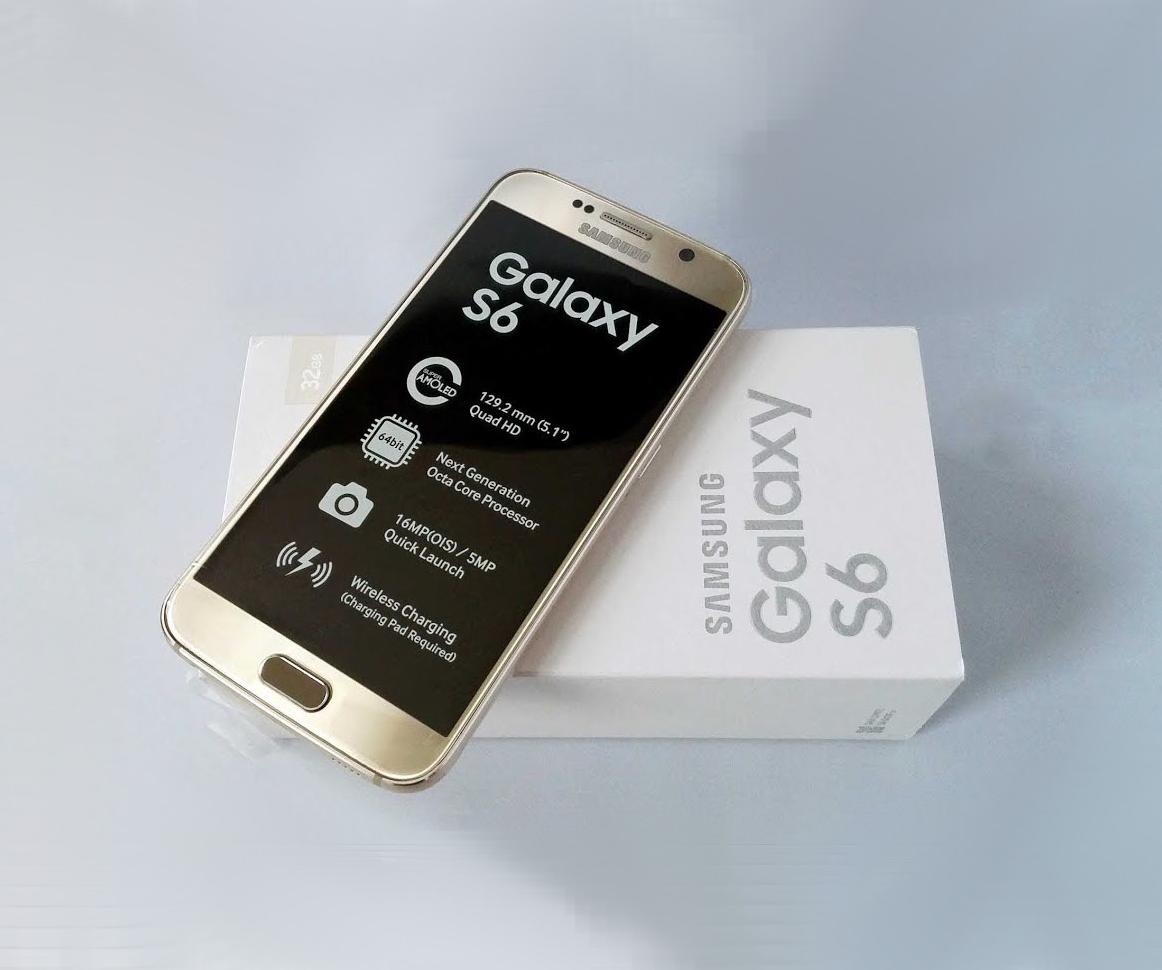 SAMSUNG
Galaxy
S6
SUPER
AMOLED
129.2 mm (5.1")
Quad HD
64bit
Next Generation
Octa Core Processor
16MP(OIS) / 5MP
Quick Launch
Wireless Charging
(Charging Pad Required)
32GB
SAMSUNG
Galaxy
S6